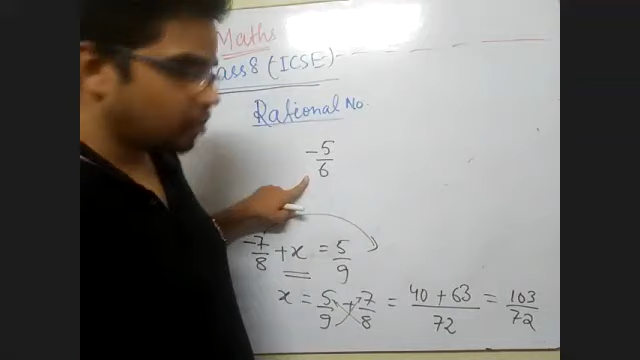 Maths
ass 8 (ICSE)
Rational No.
-5/6
-7/8 + x = 5/9
x = 5/9 + 7/8 = 40 + 63/72 = 103/72